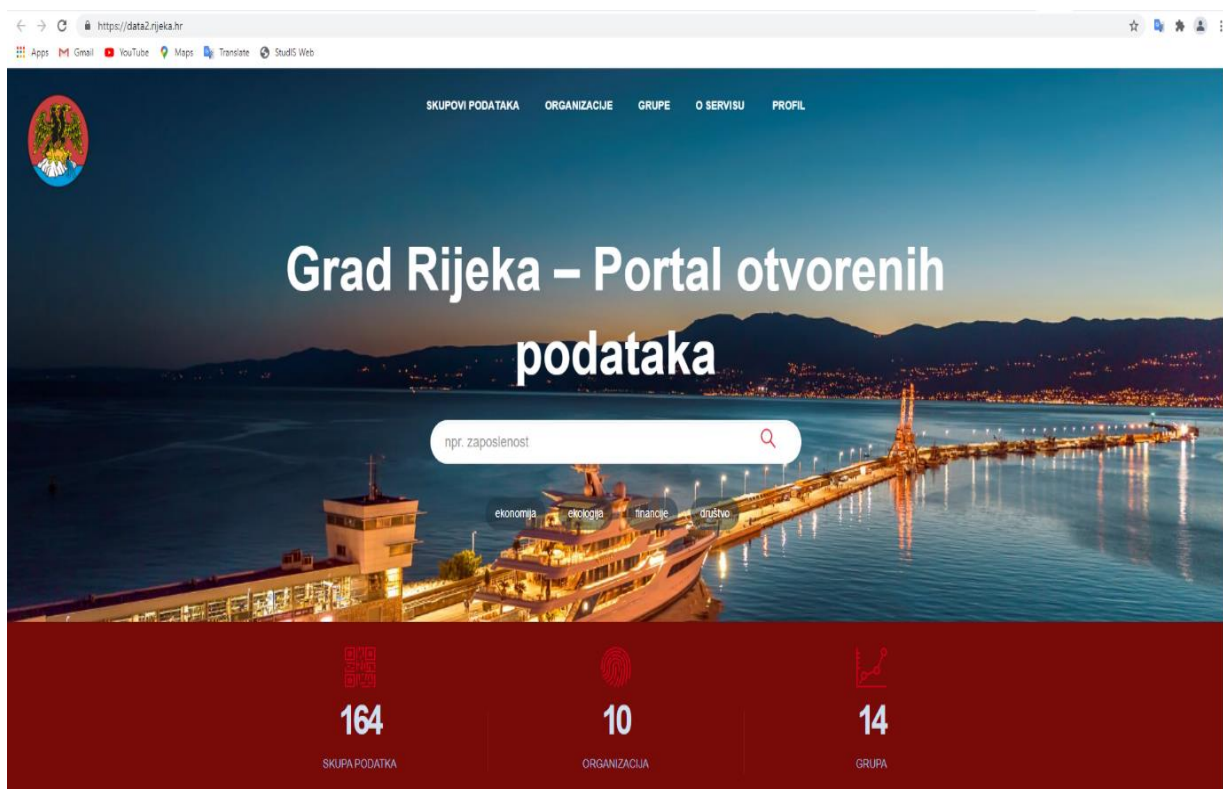 https://data2.rijeka.hr
Apps Gmail YouTube Maps Translate StudIS Web
SKUPOVI PODATAKA ORGANIZACIJE GRUPE O SERVISU PROFIL
Grad Rijeka – Portal otvorenih
podataka
npr. zaposlenost
ekonomija ekologija financije društvo
164 10 14
SKUPA PODATKA ORGANIZACIJA GRUPA